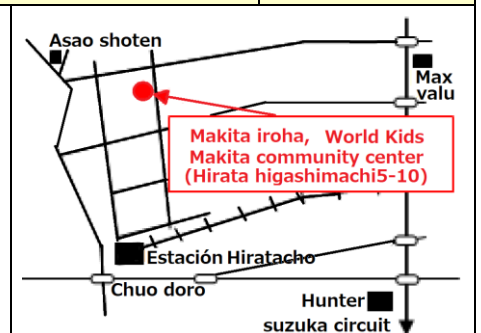 Asao shoten
Max
valu
Makita iroha, World Kids
Makita community center
(Hirata higashimachi5-10)
Estación Hiratacho
Chuo doro
Hunter
suzuka circuit